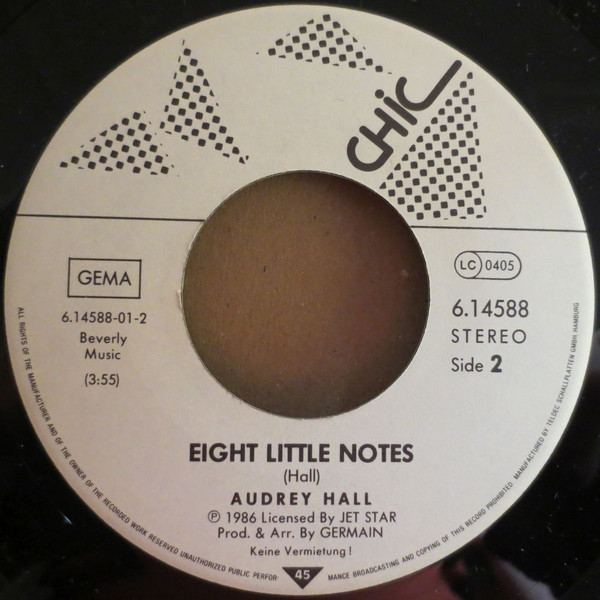 CHIC
GEMA
6.14588-01-2
Beverly
Music
(3:55)
LC 0405
6.14588
STEREO
Side 2
EIGHT LITTLE NOTES
(Hall)
AUDREY HALL
℗ 1986 Licensed By JET STAR
Prod. & Arr. By GERMAIN
Keine Vermietung!
45
ALL RIGHTS OF THE MANUFACTURER AND OF THE OWNER OF THE RECORDED WORK RESERVED UNAUTHORIZED PUBLIC PERFOR MANCE BROADCASTING AND COPYING OF THIS RECORD PROHIBITED. MANUFACTURED BY TELDEC SCHALLPLATTEN GMBH, HAMBURG